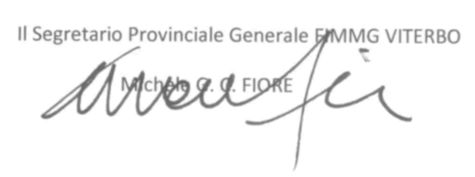 Il Segretario Provinciale Generale FIMMG VITERBO
Michele G. C. FIORE